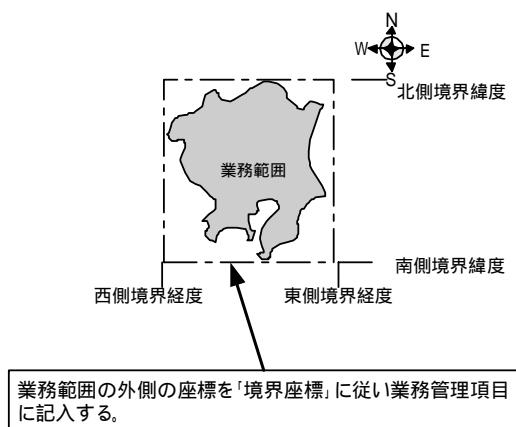 N
W E
S
北側境界緯度
業務範囲
南側境界緯度
西側境界経度 東側境界経度
業務範囲の外側の座標を「境界座標」に従い業務管理項目
に記入する。